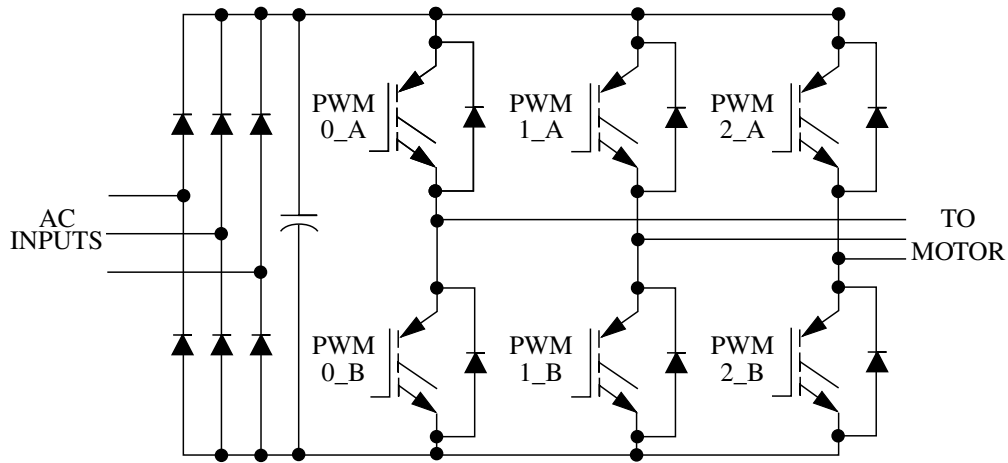 PWM
0_A
PWM
1_A
PWM
2_A
AC
INPUTS
TO
MOTOR
PWM
0_B
PWM
1_B
PWM
2_B